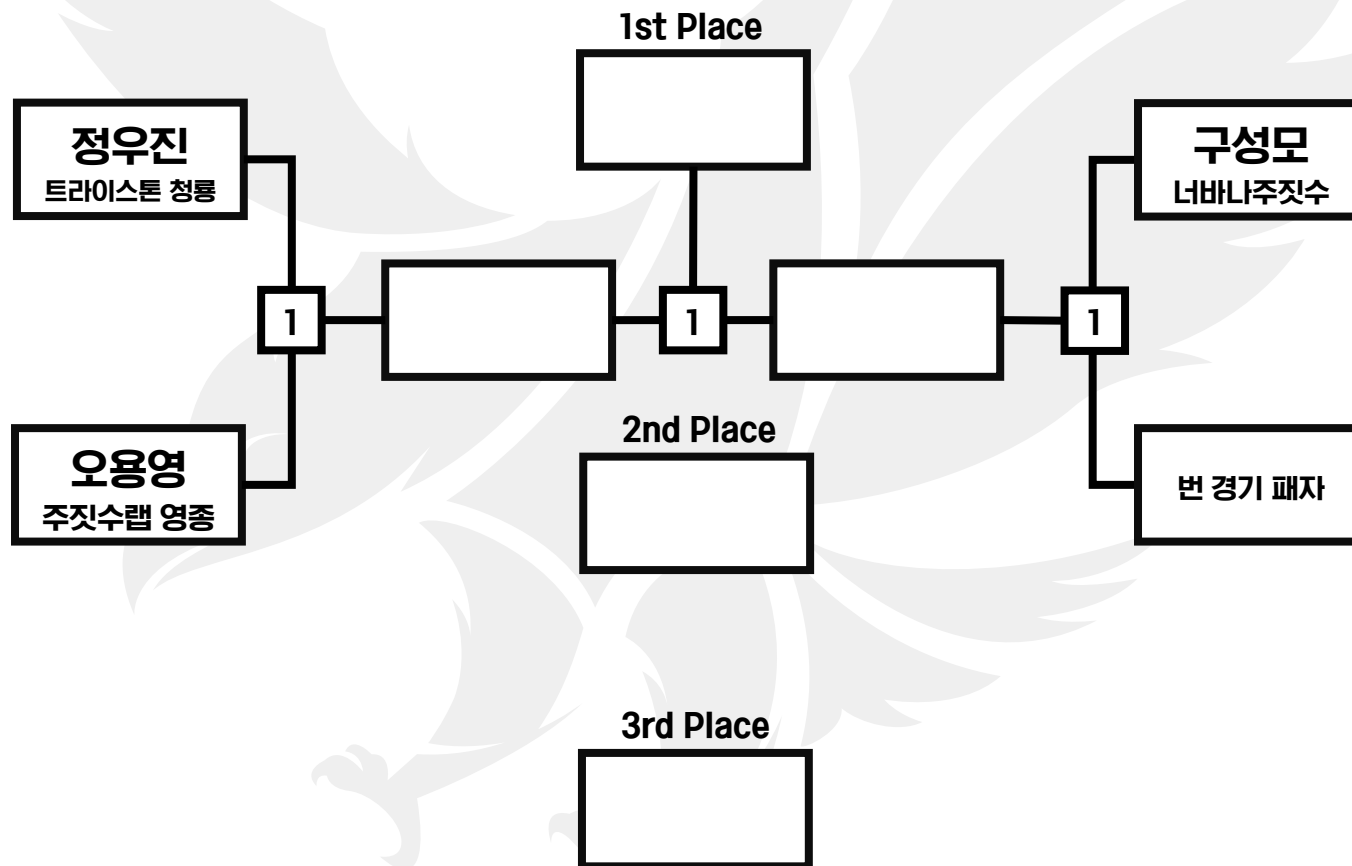 1st Place
정우진
트라이스톤 청룡
구성모
너바나주짓수
1
1
1
2nd Place
오용영
주짓수랩 영종
번 경기 패자
3rd Place